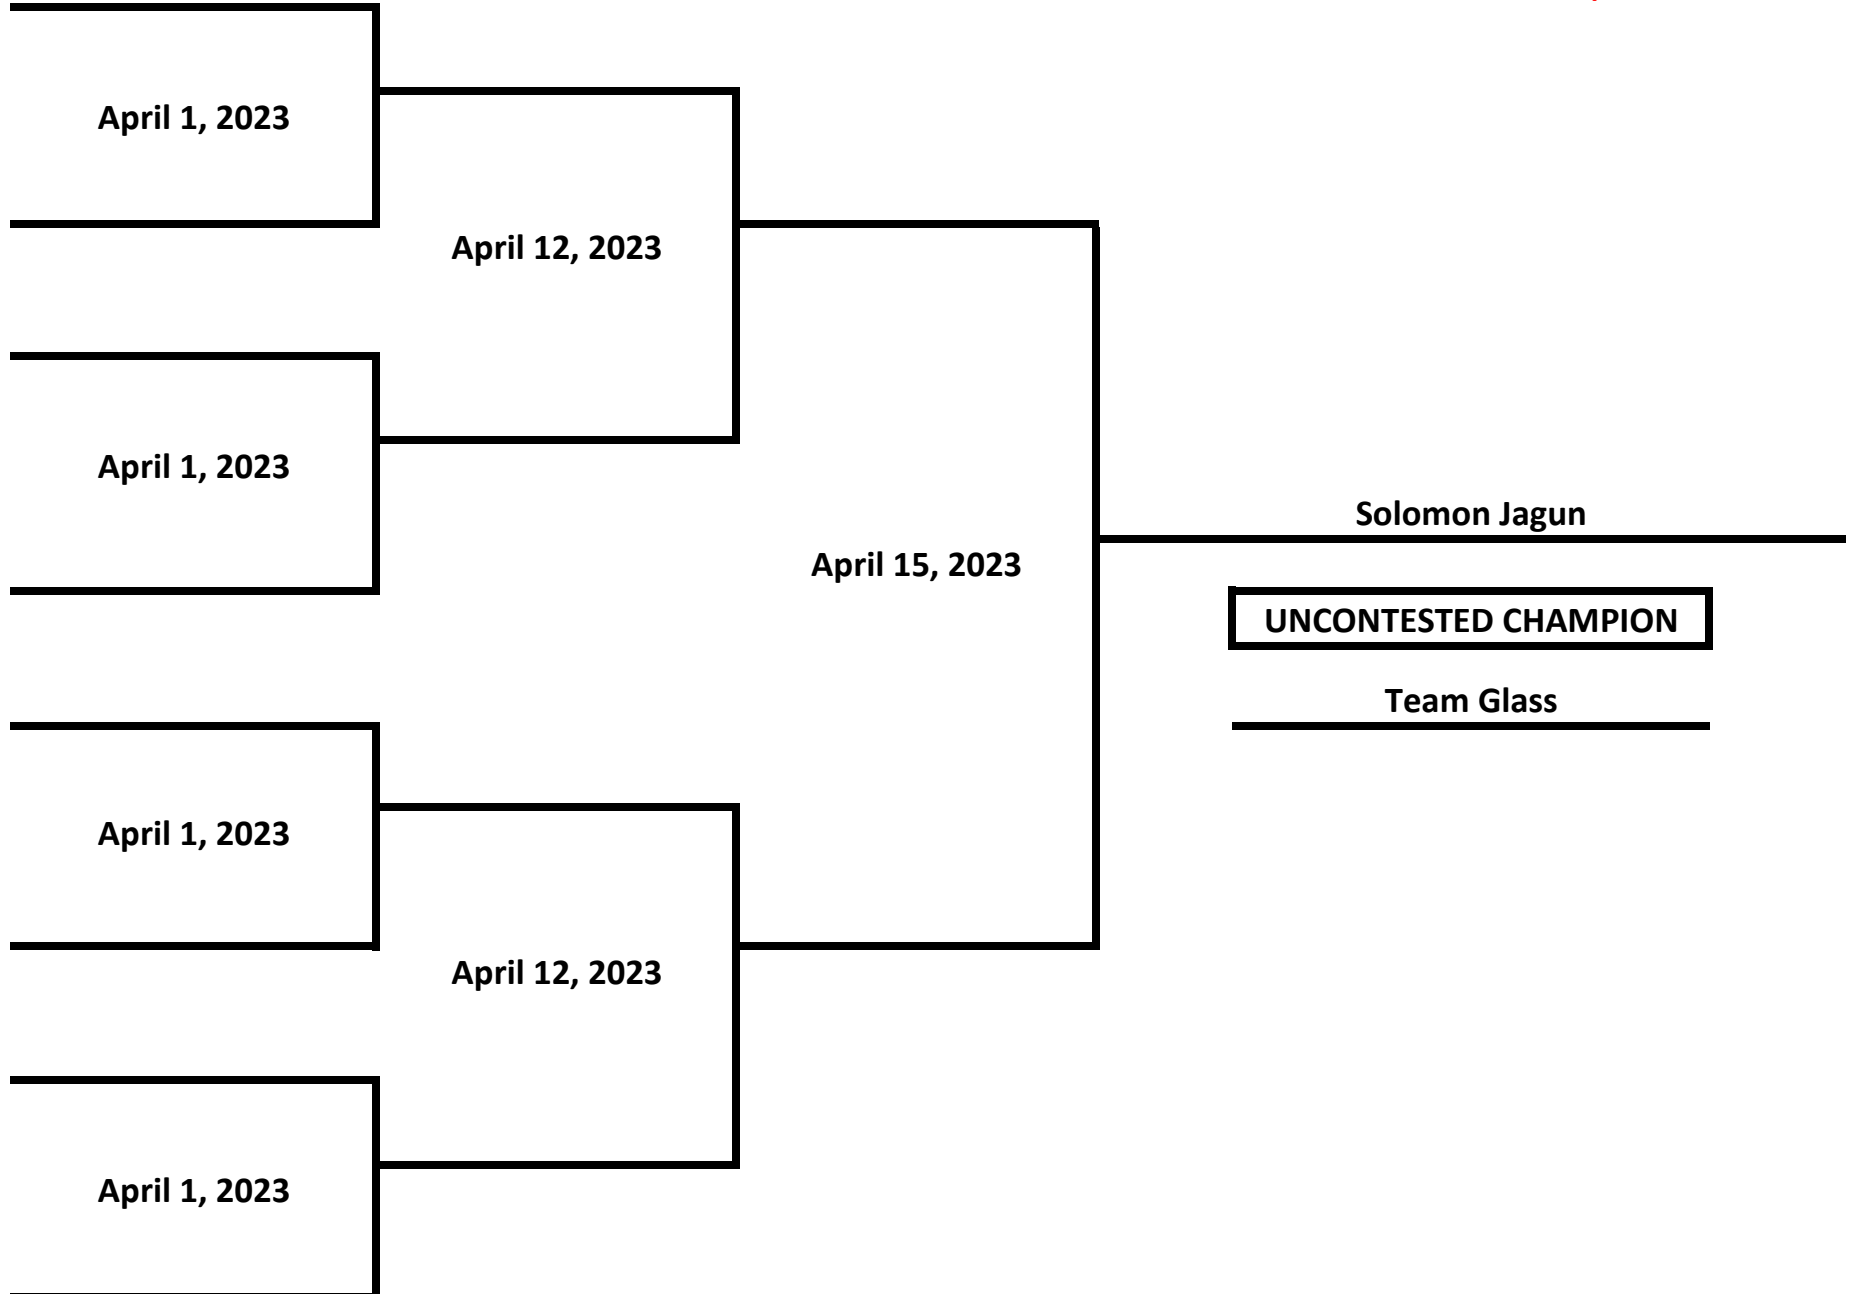 April 1, 2023
April 12, 2023
April 1, 2023
Solomon Jagun
April 15, 2023
UNCONTESTED CHAMPION
Team Glass
April 1, 2023
April 12, 2023
April 1, 2023